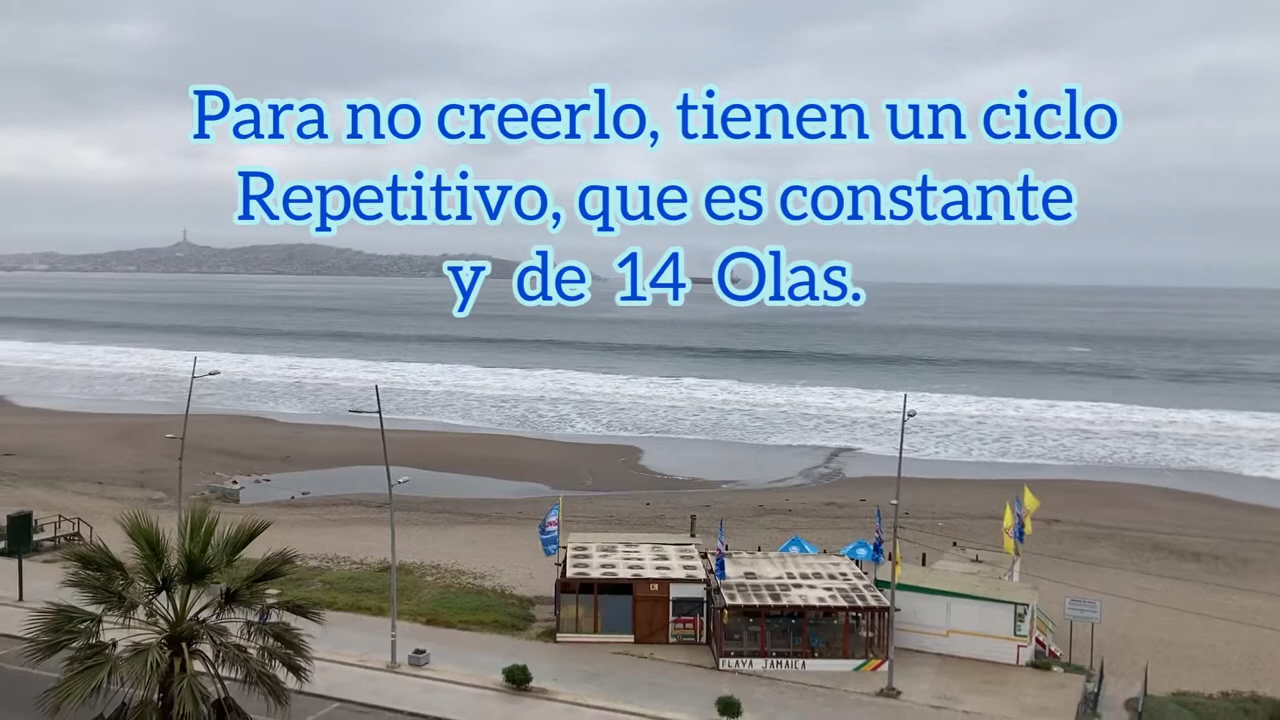 Para no creerlo, tienen un ciclo
Repetitivo, que es constante
y de 14 Olas.
PLAYA JAMAICA